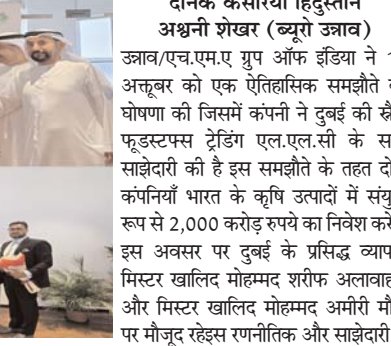 दैनिक केसरिया हिंदुस्तान
अश्वनी शेखर (ब्यूरो उन्नाव)
उन्नाव/एच.एम.ए ग्रुप ऑफ इंडिया ने
अक्तूबर को एक ऐतिहासिक समझौते
घोषणा की जिसमें कंपनी ने दुबई की
फूडस्टफ्स ट्रेडिंग एल.एल.सी के
साझेदारी की है इस समझौते के तहत
कंपनियाँ भारत के कृषि उत्पादों में
रूप से 2,000 करोड़ रुपये का निवेश
इस अवसर पर दुबई के प्रसिद्ध
मिस्टर खालिद मोहम्मद शरीफ
और मिस्टर खालिद मोहम्मद अमीरी
पर मौजूद रहेइस रणनीतिक और साझेदारी